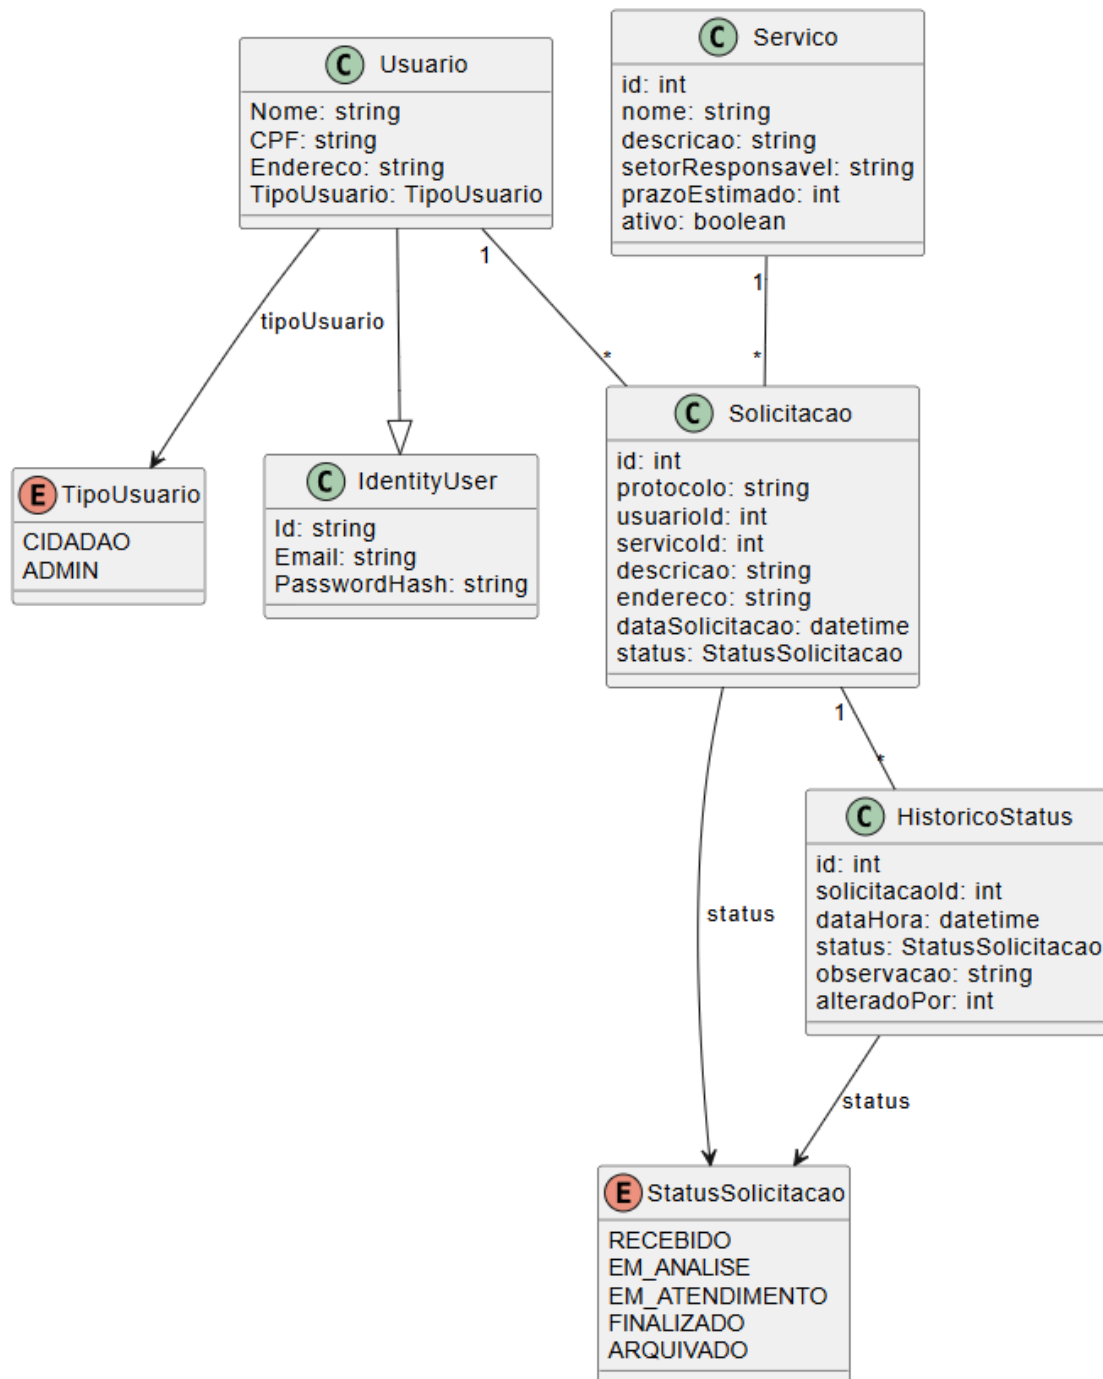 C Usuario
Nome: string
CPF: string
Endereco: string
TipoUsuario: TipoUsuario
C Servico
id: int
nome: string
descricao: string
setorResponsavel: string
prazoEstimado: int
ativo: boolean
1
1
tipoUsuario
*
*
E TipoUsuario
CIDADAO
ADMIN
C IdentityUser
Id: string
Email: string
PasswordHash: string
C Solicitacao
id: int
protocolo: string
usuarioId: int
servicoId: int
descricao: string
endereco: string
dataSolicitacao: datetime
status: StatusSolicitacao
1
*
C HistoricoStatus
id: int
solicitacaoId: int
dataHora: datetime
status: StatusSolicitacao
observacao: string
alteradoPor: int
status
status
E StatusSolicitacao
RECEBIDO
EM_ANALISE
EM_ATENDIMENTO
FINALIZADO
ARQUIVADO